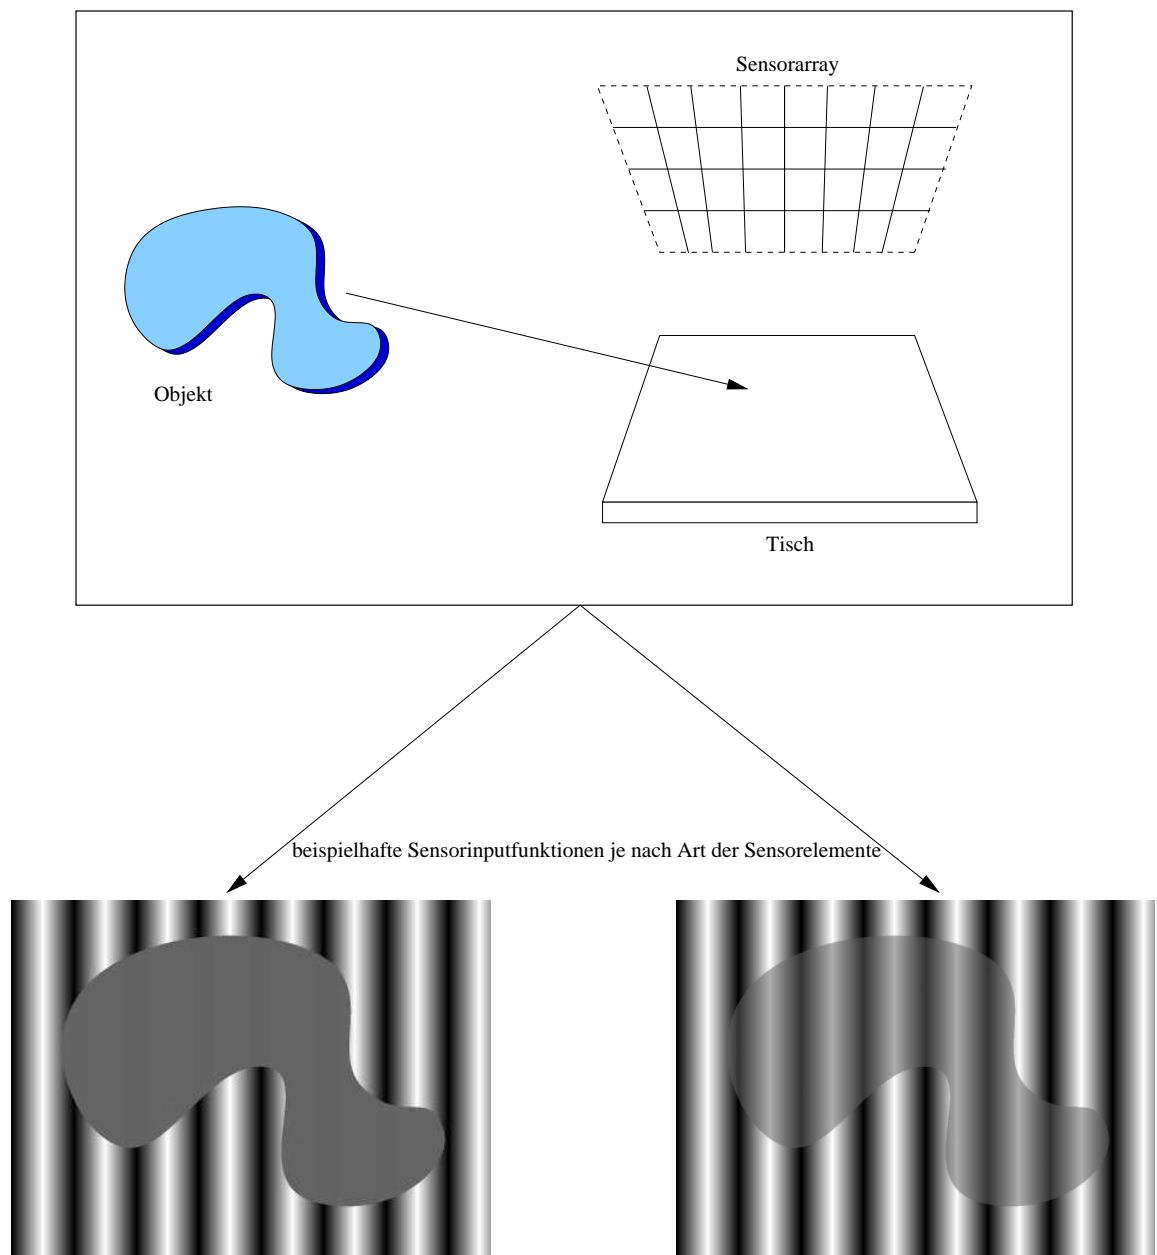 Sensorarray
Objekt
Tisch
beispielhafte Sensorinputfunktionen je nach Art der Sensorelemente